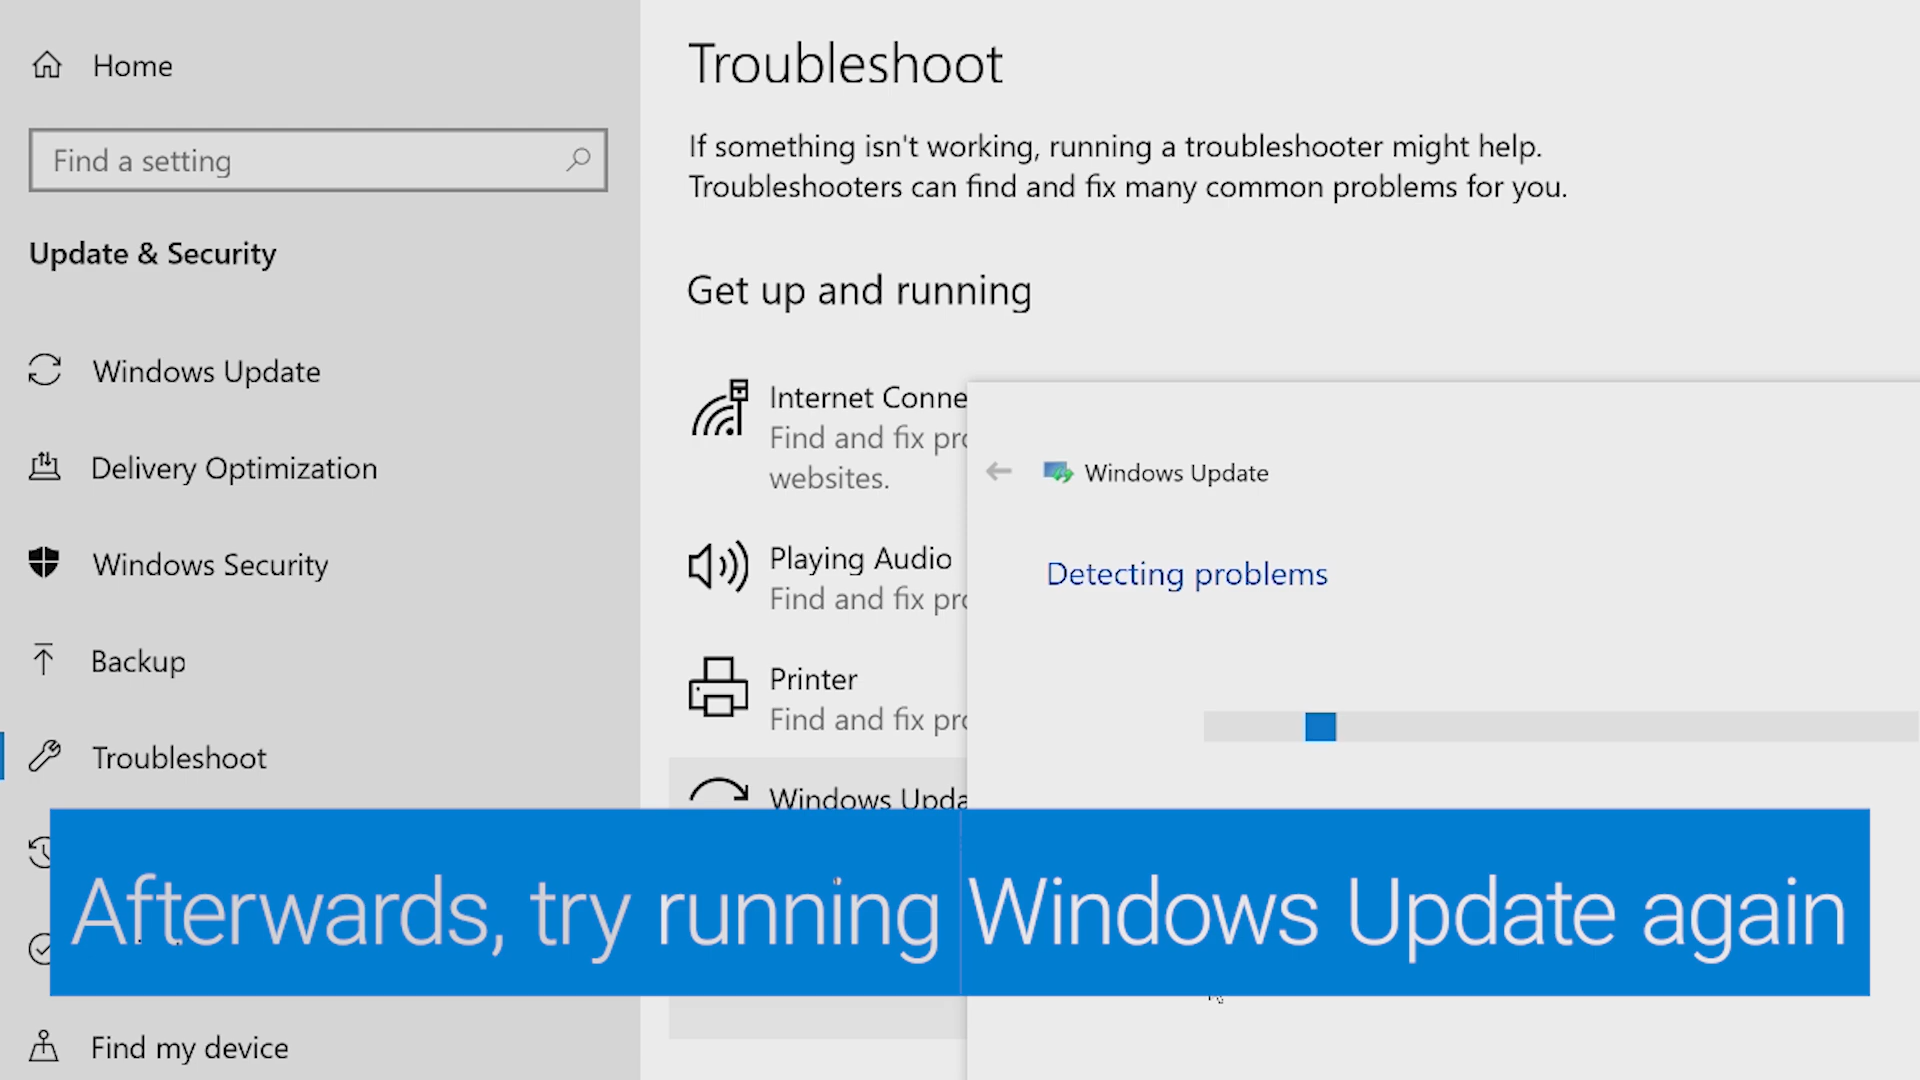 Home
Find a setting
Update & Security
Windows Update
Delivery Optimization
Windows Security
Backup
Troubleshoot
Find my device
Troubleshoot
If something isn't working, running a troubleshooter might help.
Troubleshooters can find and fix many common problems for you.
Get up and running
Internet Conne
Find and fix pro
websites.
Playing Audio
Find and fix pro
Printer
Find and fix pro
Windows Upda
Windows Update
Detecting problems
Afterwards, try running Windows Update again